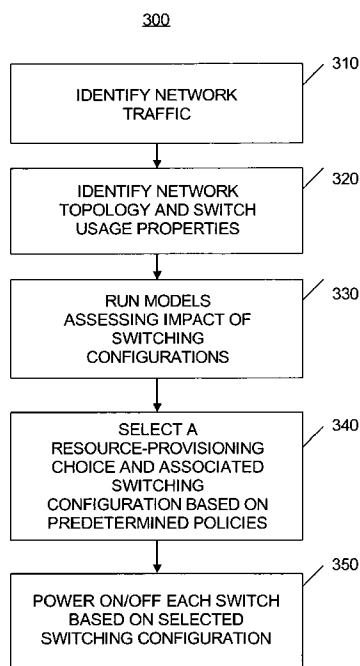 300
310
IDENTIFY NETWORK
TRAFFIC
320
IDENTIFY NETWORK
TOPOLOGY AND SWITCH
USAGE PROPERTIES
330
RUN MODELS
ASSESSING IMPACT OF
SWITCHING
CONFIGURATIONS
340
SELECT A
RESOURCE-PROVISIONING
CHOICE AND ASSOCIATED
SWITCHING
CONFIGURATION BASED ON
PREDETERMINED POLICIES
350
POWER ON/OFF EACH SWITCH
BASED ON SELECTED
SWITCHING CONFIGURATION